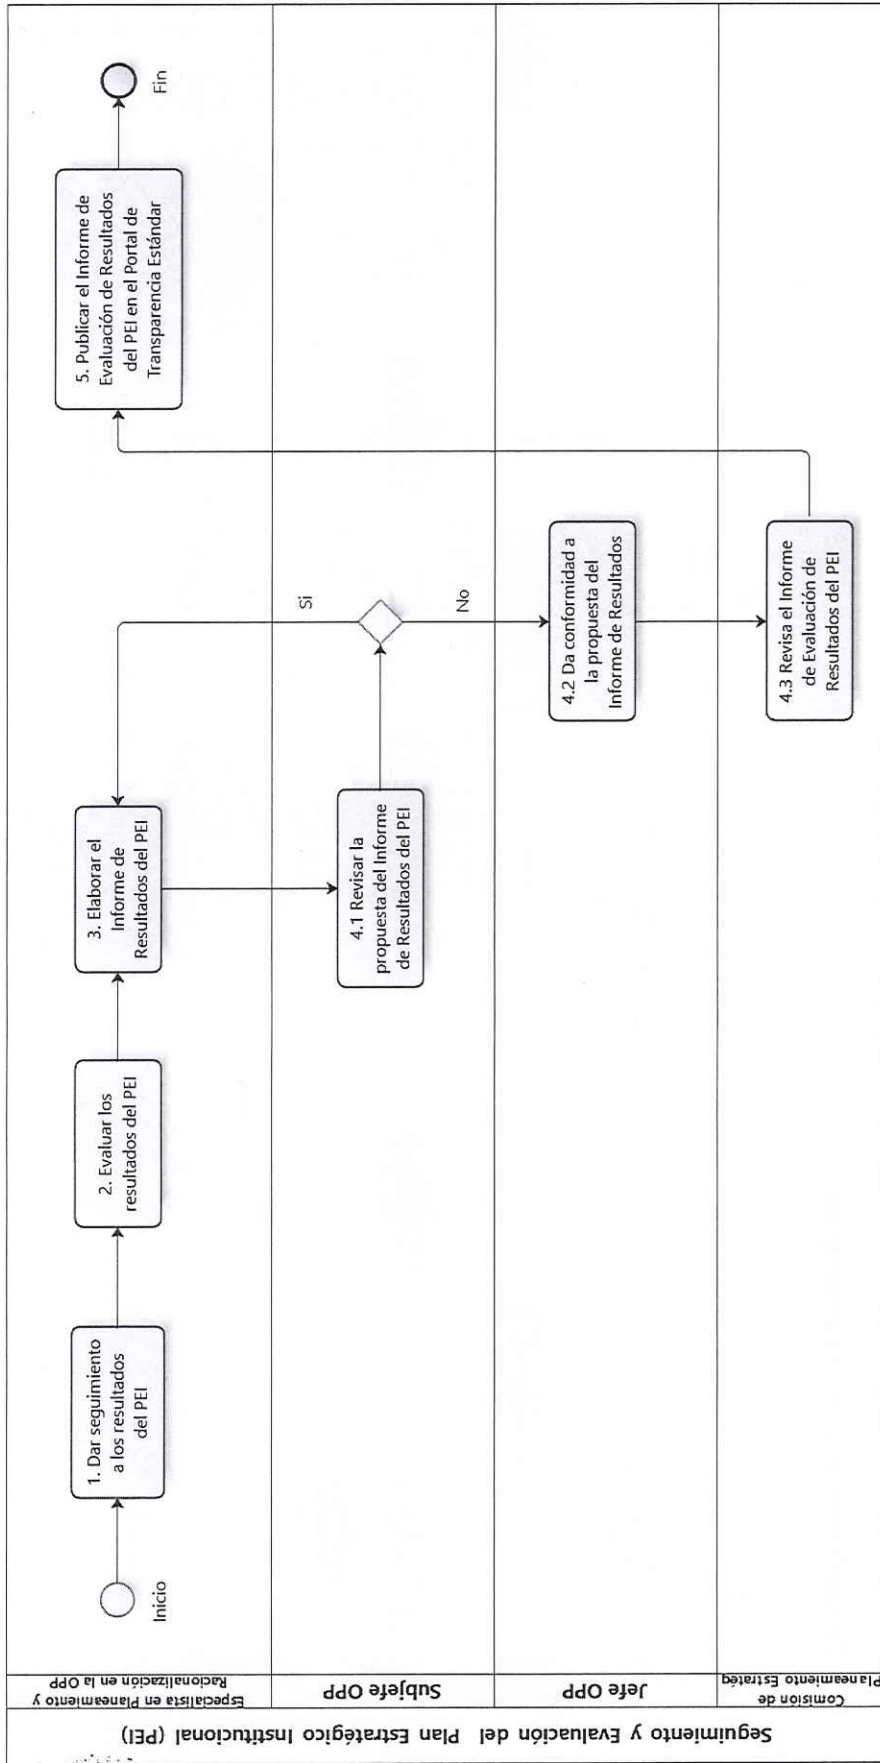 Seguimiento y Evaluación del Plan Estratégico Institucional (PEI)
Especialista en Planeamiento y
Racionalización en la OPP
Subjefe OPP
Jefe OPP
Comisión de
Planeamiento Estratég
Inicio
1. Dar seguimiento
a los resultados
del PEI
2. Evaluar los
resultados del PEI
3. Elaborar el
Informe de
Resultados del PEI
4.1 Revisar la
propuesta del Informe
de Resultados del PEI
Si
No
4.2 Da conformidad a
la propuesta del
Informe de Resultados
4.3 Revisa el Informe
de Evaluación de
Resultados del PEI
5. Publicar el Informe de
Evaluación de Resultados
del PEI en el Portal de
Transparencia Estándar
Fin